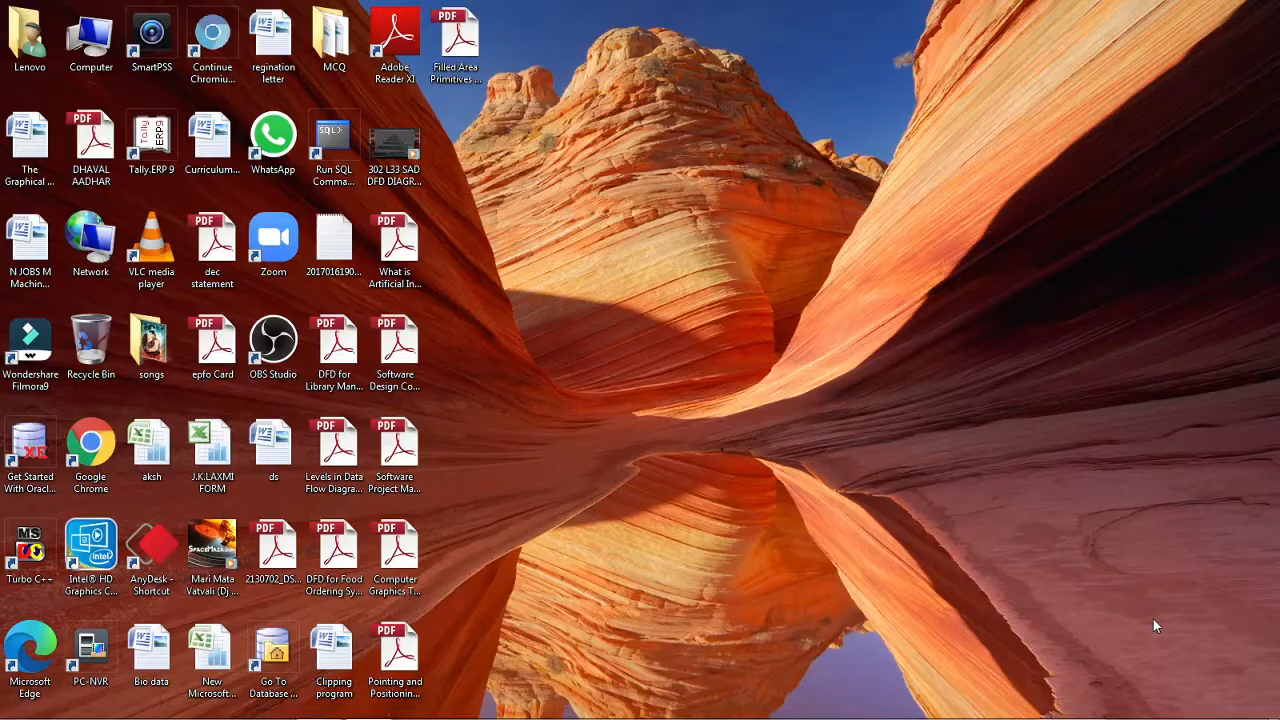 Lenovo
Computer
SmartPSS
Continue
Chromiu...
regination
letter
MCQ
Adobe
Reader XI
PDF
Filled Area
Primitives ...
The
Graphical ...
PDF
DHAVAL
AADHAR
Tally
ERP9
Tally.ERP 9
Curriculum...
WhatsApp
SQL>
Run SQL
Comma...
302 L33 SAD
DFD DIAGR...
N JOBS M
Machin...
Network
VLC media
player
PDF
dec
statement
Zoom
2017016190...
PDF
What is
Artificial In...
Wondershare
Filmora9
Recycle Bin
songs
PDF
epfo Card
OBS Studio
PDF
DFD for
Library Man...
PDF
Software
Design Co...
XE
Get Started
With Oracl...
Google
Chrome
aksh
J.K.LAXMI
FORM
ds
PDF
Levels in Data
Flow Diagra...
PDF
Software
Project Ma...
MS
Turbo C++
intel
Intel® HD
Graphics C...
AnyDesk -
Shortcut
Mari Mata
Vatvali (Dj ...
PDF
2130702_DS...
PDF
DFD for Food
Ordering Sy...
PDF
Computer
Graphics T...
Microsoft
Edge
PC-NVR
Bio data
New
Microsoft...
Go To
Database ...
Clipping
program
PDF
Pointing and
Positionin...